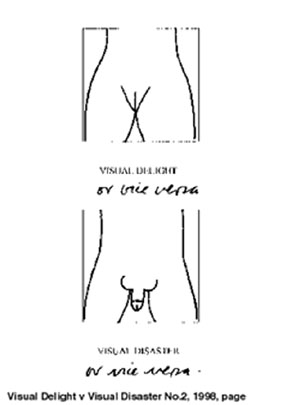 VISUAL DELIGHT
or vice versa
VISUAL DISASTER
or vice versa.
Visual Delight v Visual Disaster No.2, 1998, page